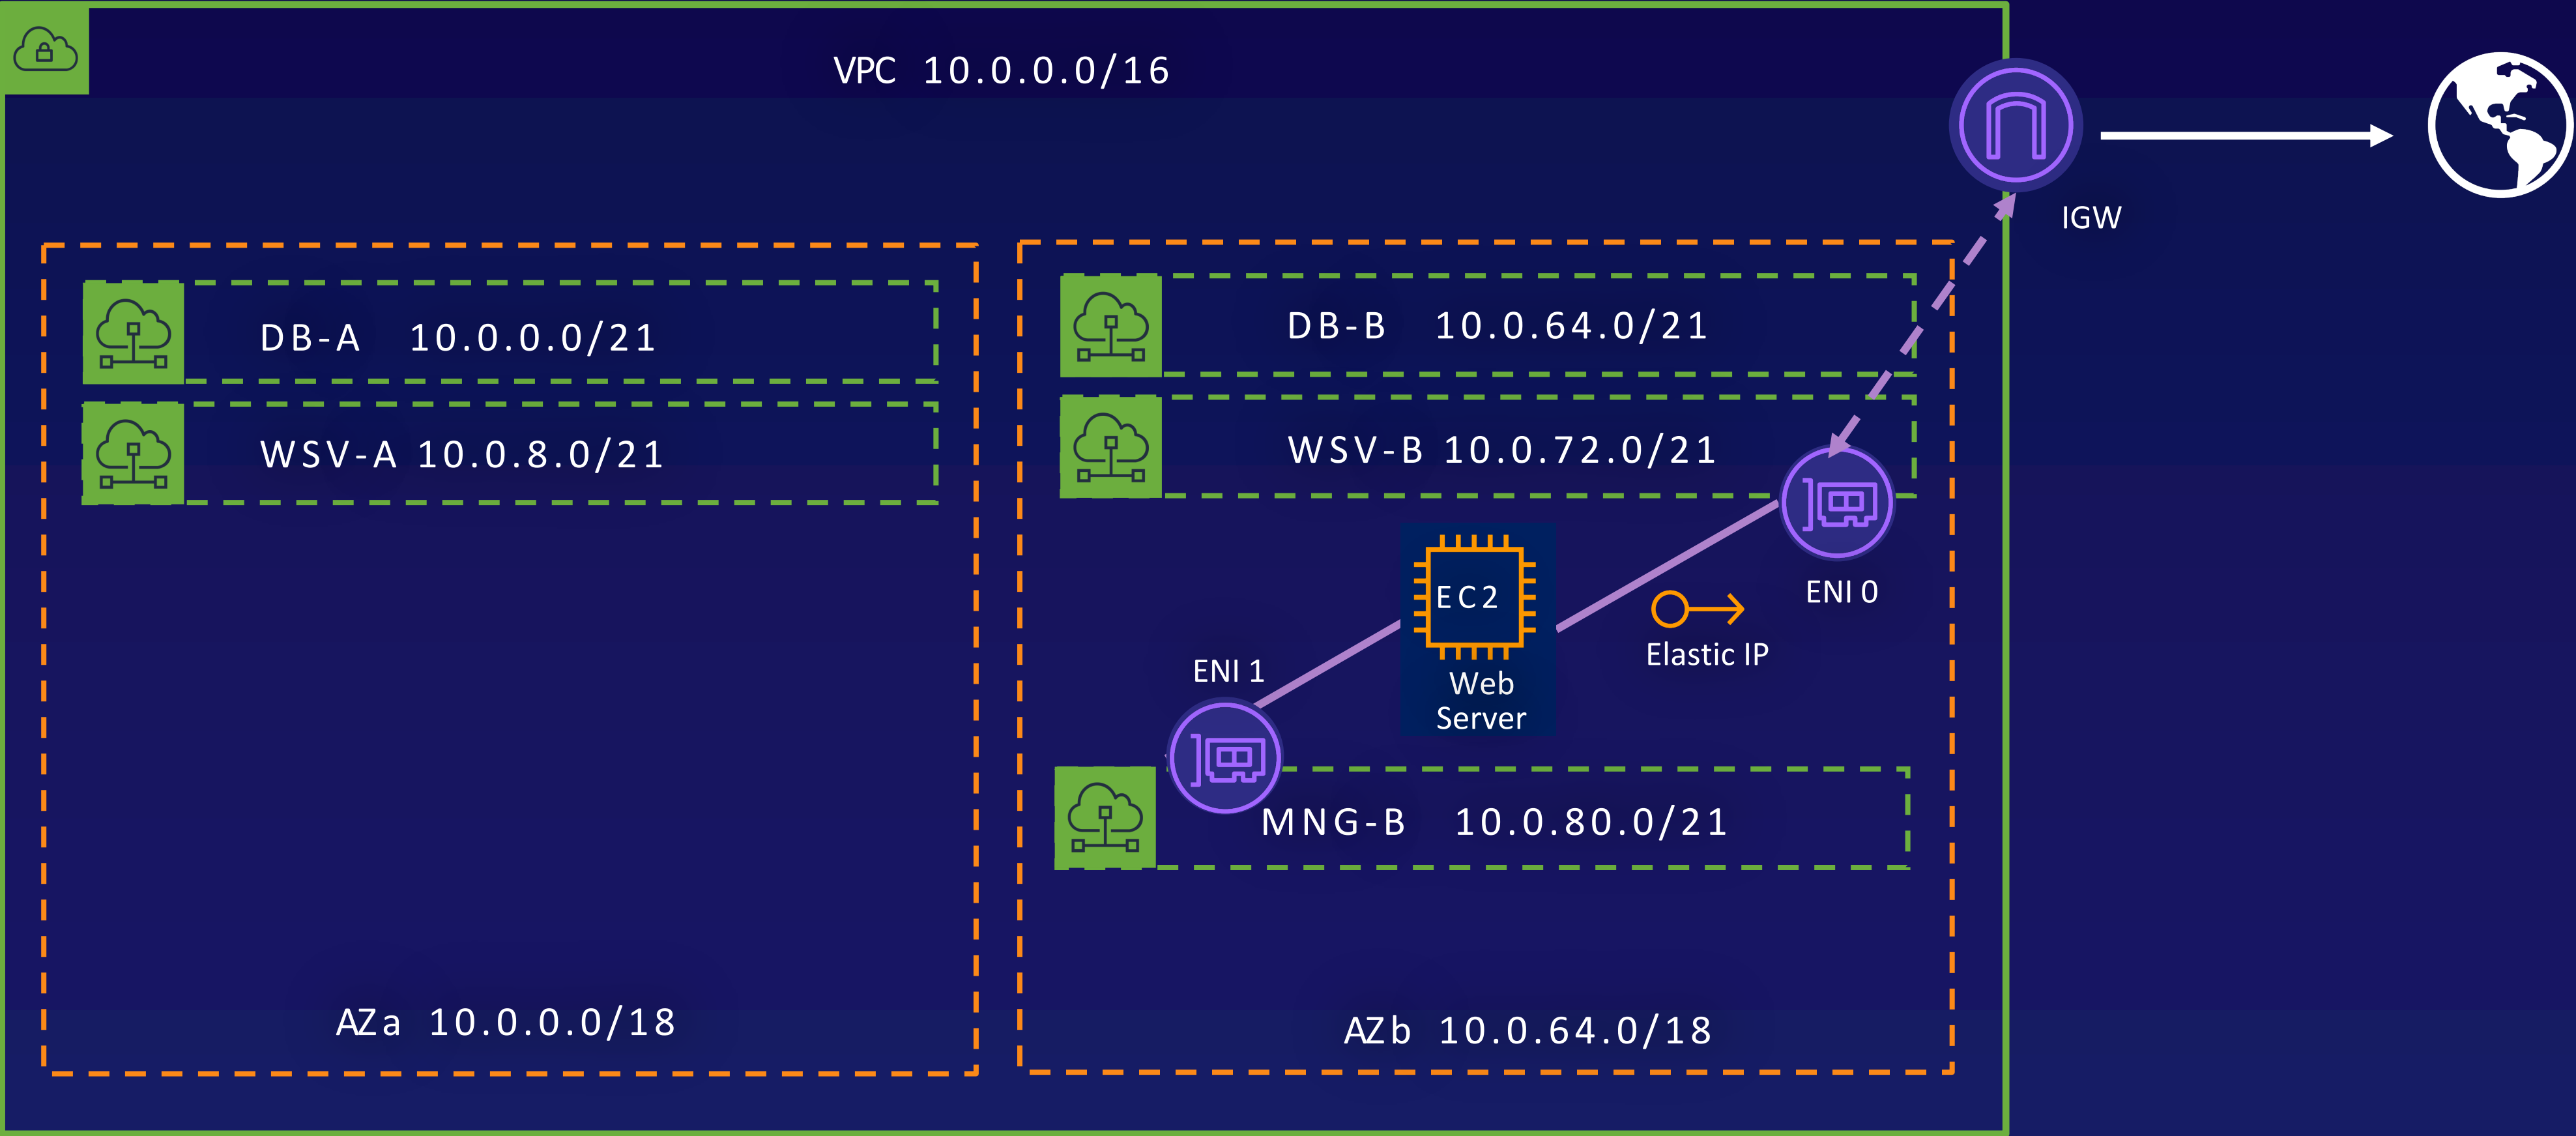 VPC 10.0.0.0/16
IGW
DB-A 10.0.0.0/21
WSV-A 10.0.8.0/21
AZa 10.0.0.0/18
DB-B 10.0.64.0/21
WSV-B 10.0.72.0/21
EC2
Web
Server
ENI 0
Elastic IP
ENI 1
MNG-B 10.0.80.0/21
AZb 10.0.64.0/18